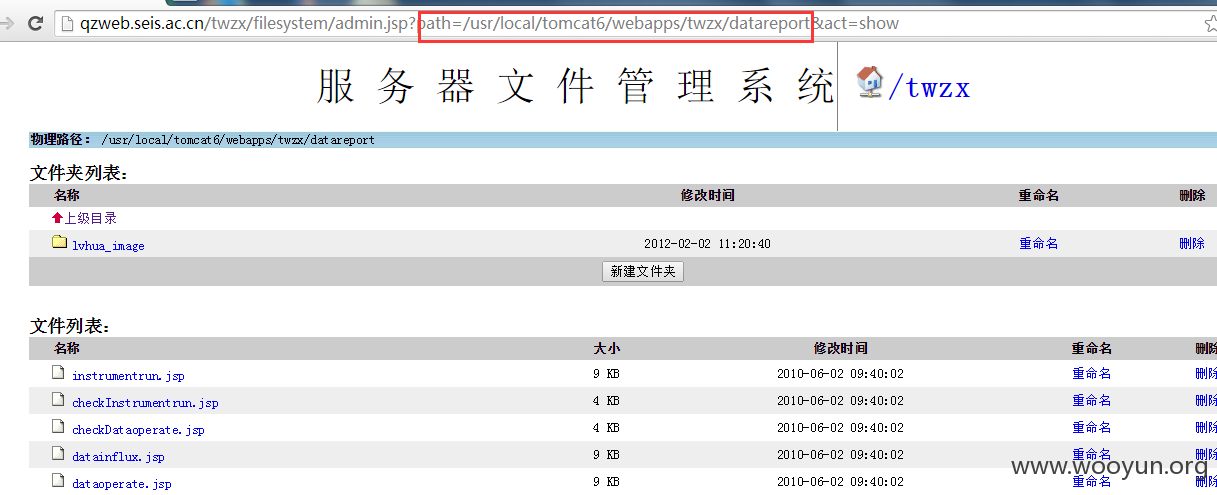 qzweb.seis.ac.cn/twzx/filesystem/admin.jsp?path=/usr/local/tomcat6/webapps/twzx/datareport&act=show
服务器文件管理系统 /twzx
物理路径: /usr/local/tomcat6/webapps/twzx/datareport
文件夹列表:
名称 修改时间 重命名 删除
上级目录
lvhua_image 2012-02-02 11:20:40 重命名 删除
新建文件夹
文件列表:
名称 大小 修改时间 重命名 删除
instrumentrun.jsp 9 KB 2010-06-02 09:40:02 重命名 删除
checkInstrumentrun.jsp 4 KB 2010-06-02 09:40:02 重命名 删除
checkDataoperate.jsp 4 KB 2010-06-02 09:40:02 重命名 删除
datainflux.jsp 9 KB 2010-06-02 09:40:02 重命名 删除
www.wooyun.org
dataoperate.jsp 9 KB 2010-06-02 09:40:02 重命名 删除